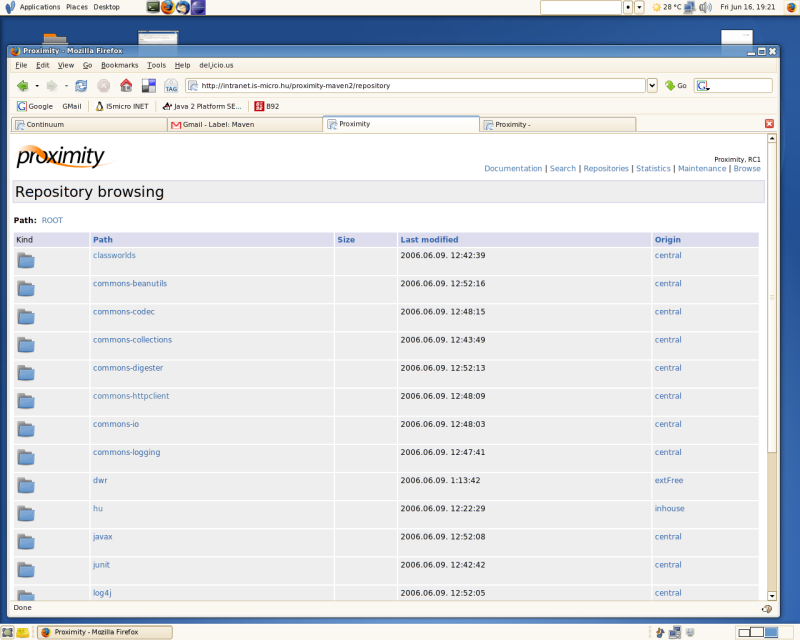 Applications Places Desktop 28 °C Fri Jun 16, 19:21
Proximity - Mozilla Firefox
File Edit View Go Bookmarks Tools Help del.icio.us
TAG http://intranet.is-micro.hu/proximity-maven2/repository Go G
Google GMail ISmicro INET Java 2 Platform SE... B92
Continuum Gmail - Label: Maven Proximity Proximity -
proximity
Proximity, RC1
Documentation | Search | Repositories | Statistics | Maintenance | Browse
Repository browsing
Path: ROOT
Kind Path Size Last modified Origin
classworlds 2006.06.09. 12:42:39 central
commons-beanutils 2006.06.09. 12:52:16 central
commons-codec 2006.06.09. 12:48:15 central
commons-collections 2006.06.09. 12:43:49 central
commons-digester 2006.06.09. 12:52:13 central
commons-httpclient 2006.06.09. 12:48:09 central
commons-io 2006.06.09. 12:48:03 central
commons-logging 2006.06.09. 12:47:41 central
dwr 2006.06.09. 1:13:42 extFree
hu 2006.06.09. 12:22:29 inhouse
javax 2006.06.09. 12:52:08 central
junit 2006.06.09. 12:42:42 central
log4j 2006.06.09. 12:52:05 central
Done
Proximity - Mozilla Firefox